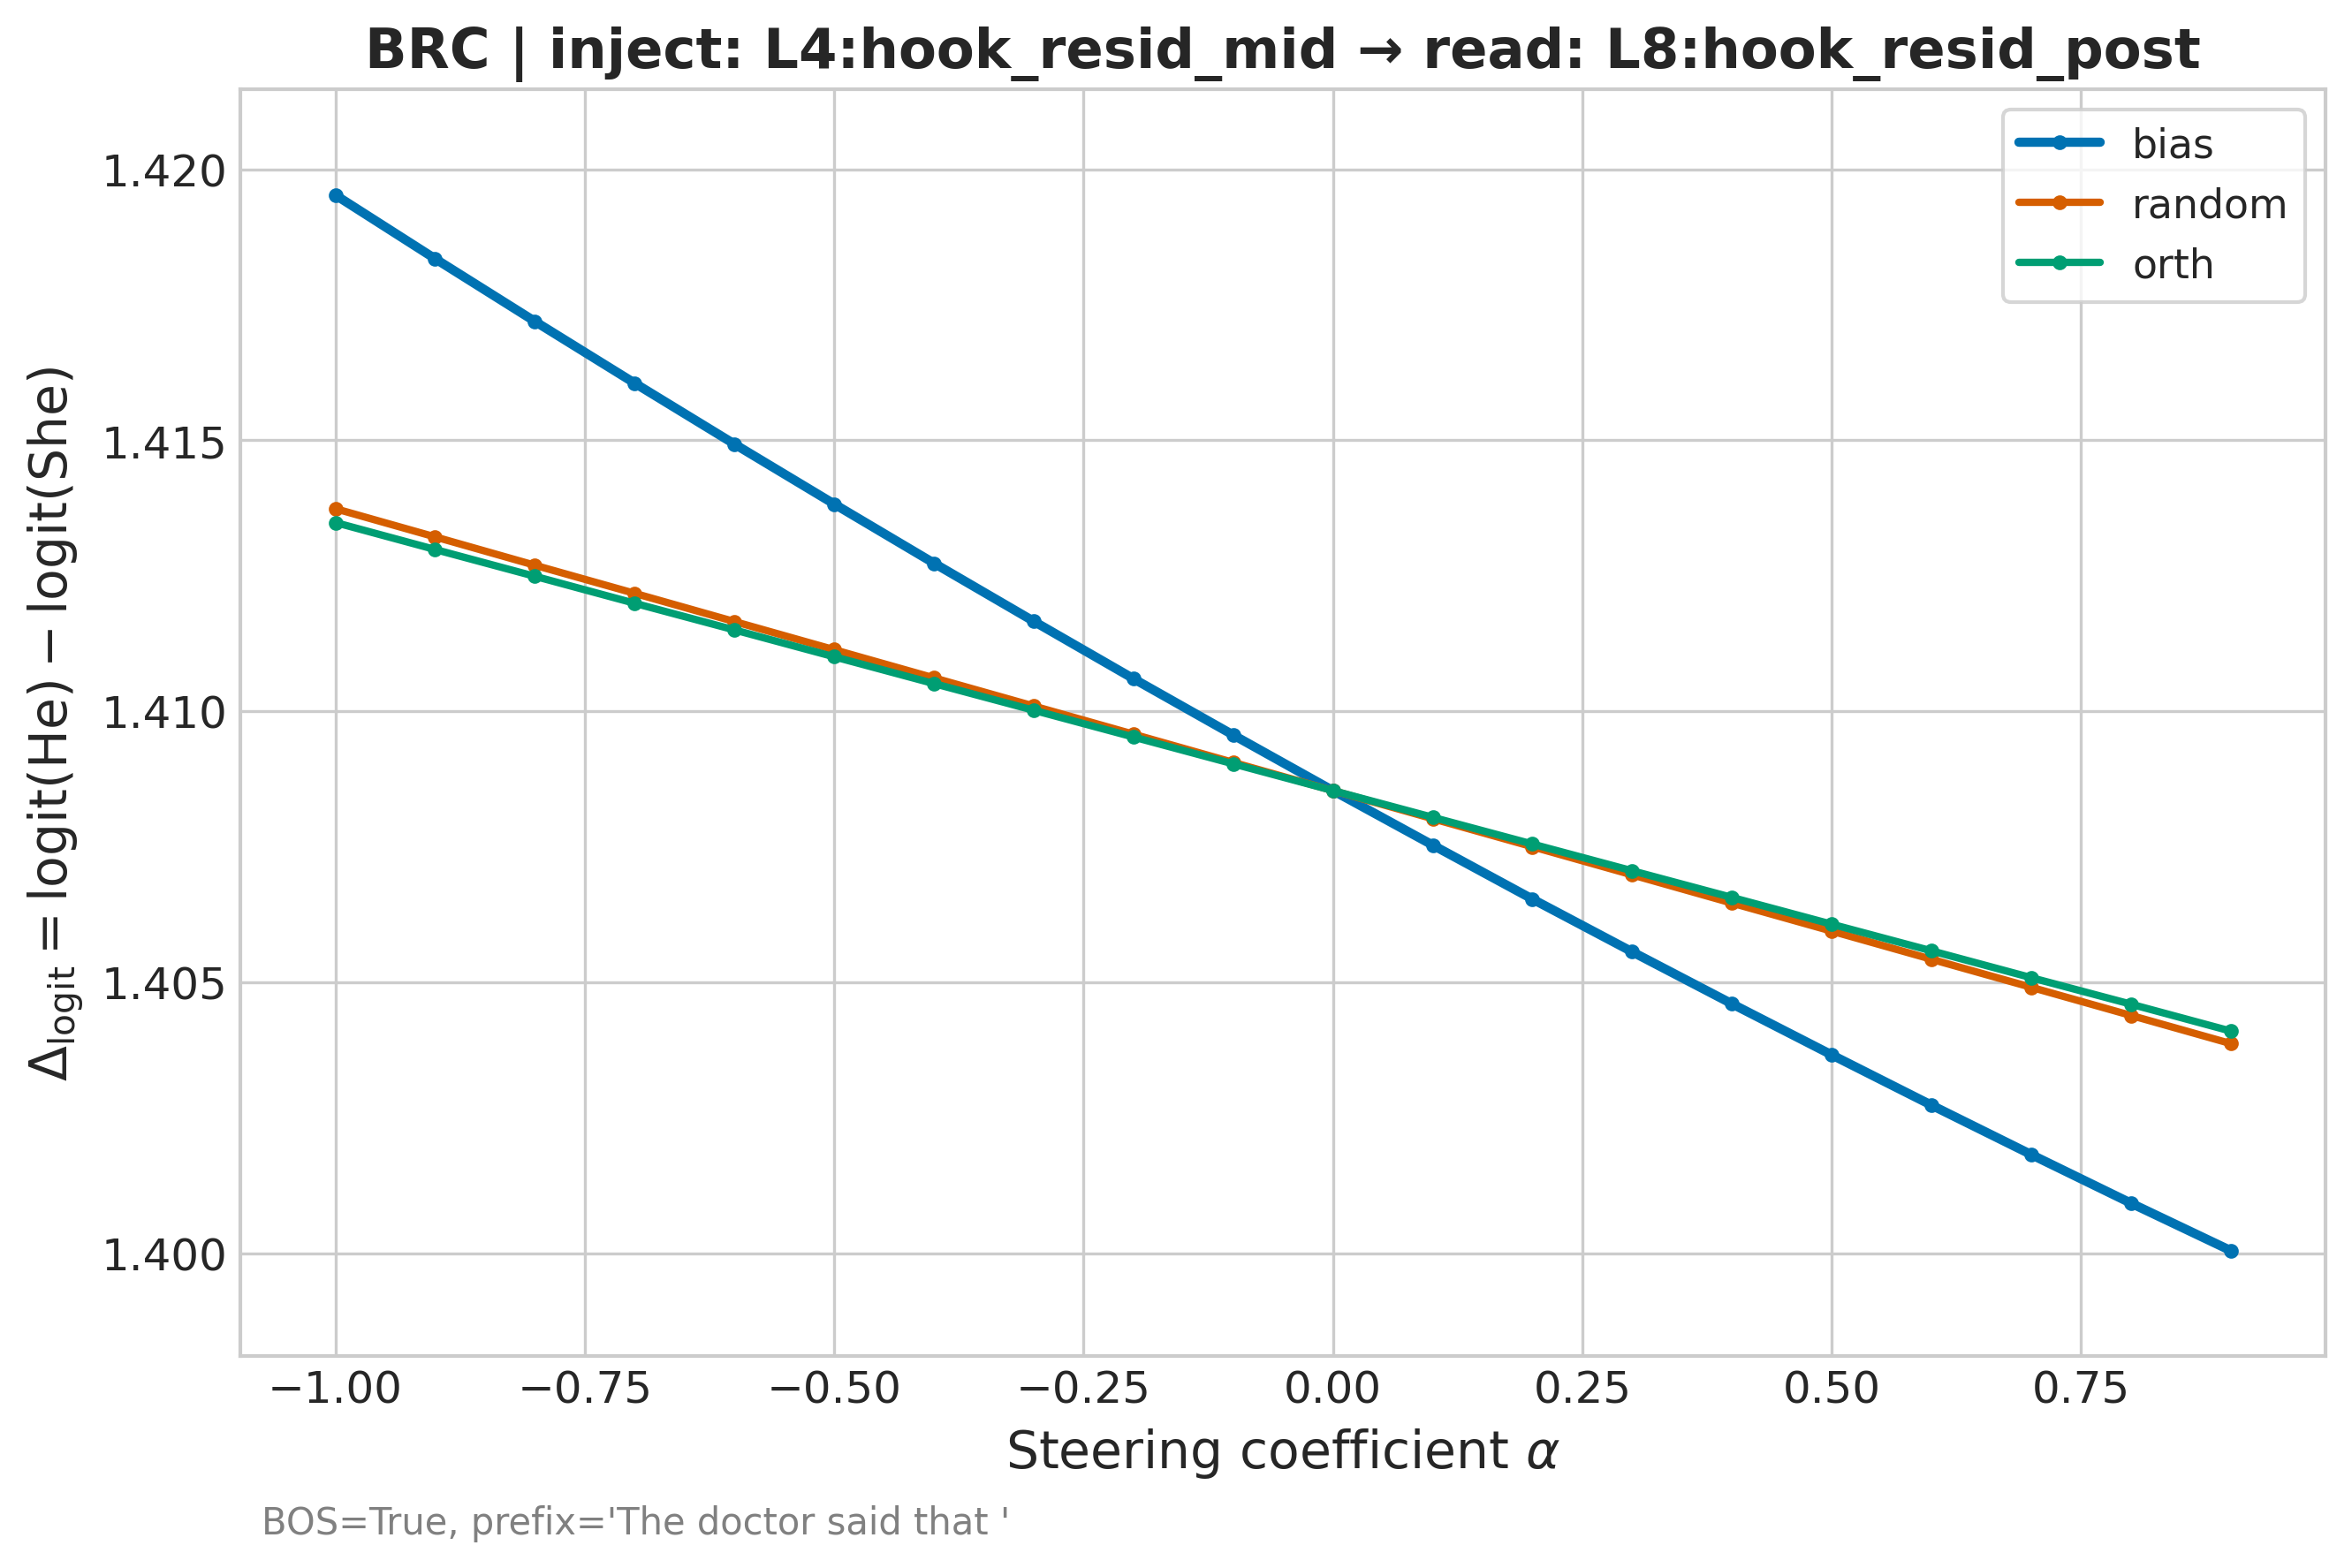 BRC | inject: L4:hook_resid_mid → read: L8:hook_resid_post
bias
random
orth
1.420
1.415
1.410
1.405
1.400
Δlogit = logit(He) − logit(She)
−1.00 −0.75 −0.50 −0.25 0.00 0.25 0.50 0.75
Steering coefficient α
BOS=True, prefix='The doctor said that '